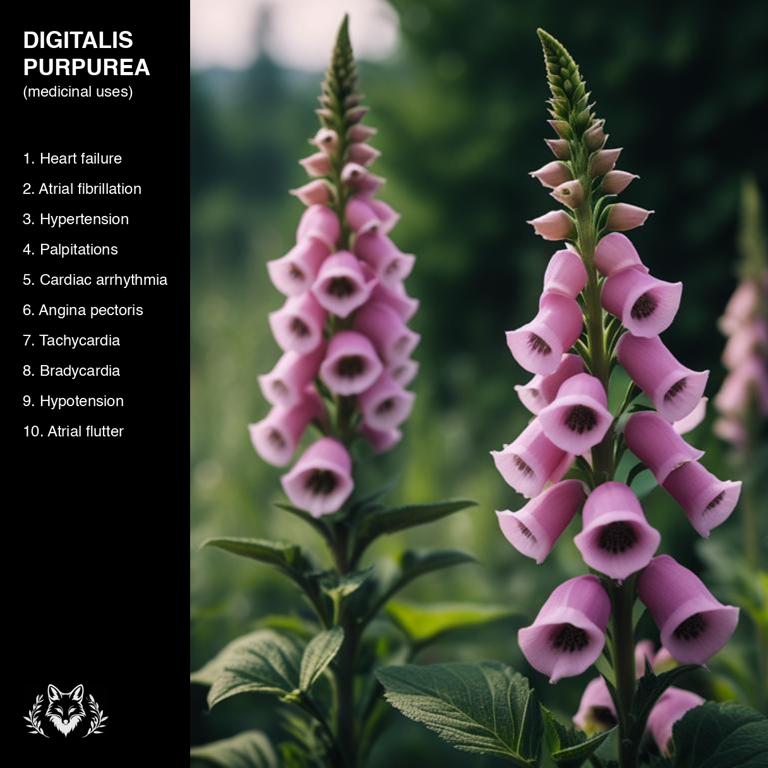 DIGITALIS
PURPUREA
(medicinal uses)
1. Heart failure
2. Atrial fibrillation
3. Hypertension
4. Palpitations
5. Cardiac arrhythmia
6. Angina pectoris
7. Tachycardia
8. Bradycardia
9. Hypotension
10. Atrial flutter